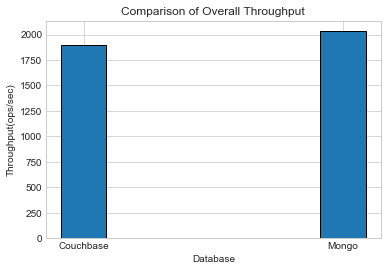 Comparison of Overall Throughput
Throughput(ops/sec)
2000
1750
1500
1250
1000
750
500
250
0
Couchbase Mongo
Database